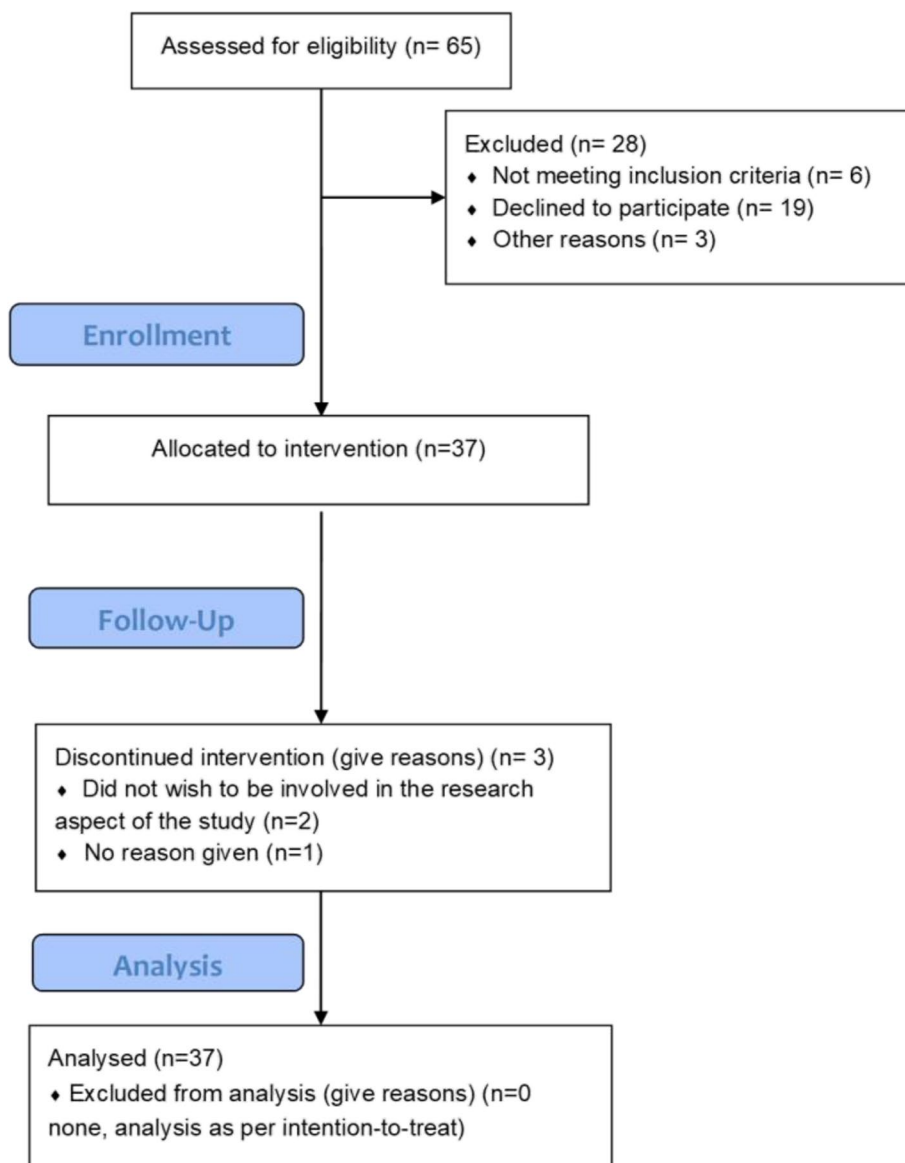 Assessed for eligibility (n= 65)
Excluded (n= 28)
♦ Not meeting inclusion criteria (n= 6)
♦ Declined to participate (n= 19)
♦ Other reasons (n= 3)
Enrollment
Allocated to intervention (n=37)
Follow-Up
Discontinued intervention (give reasons) (n= 3)
♦ Did not wish to be involved in the research
aspect of the study (n=2)
♦ No reason given (n=1)
Analysis
Analysed (n=37)
♦ Excluded from analysis (give reasons) (n=0
none, analysis as per intention-to-treat)